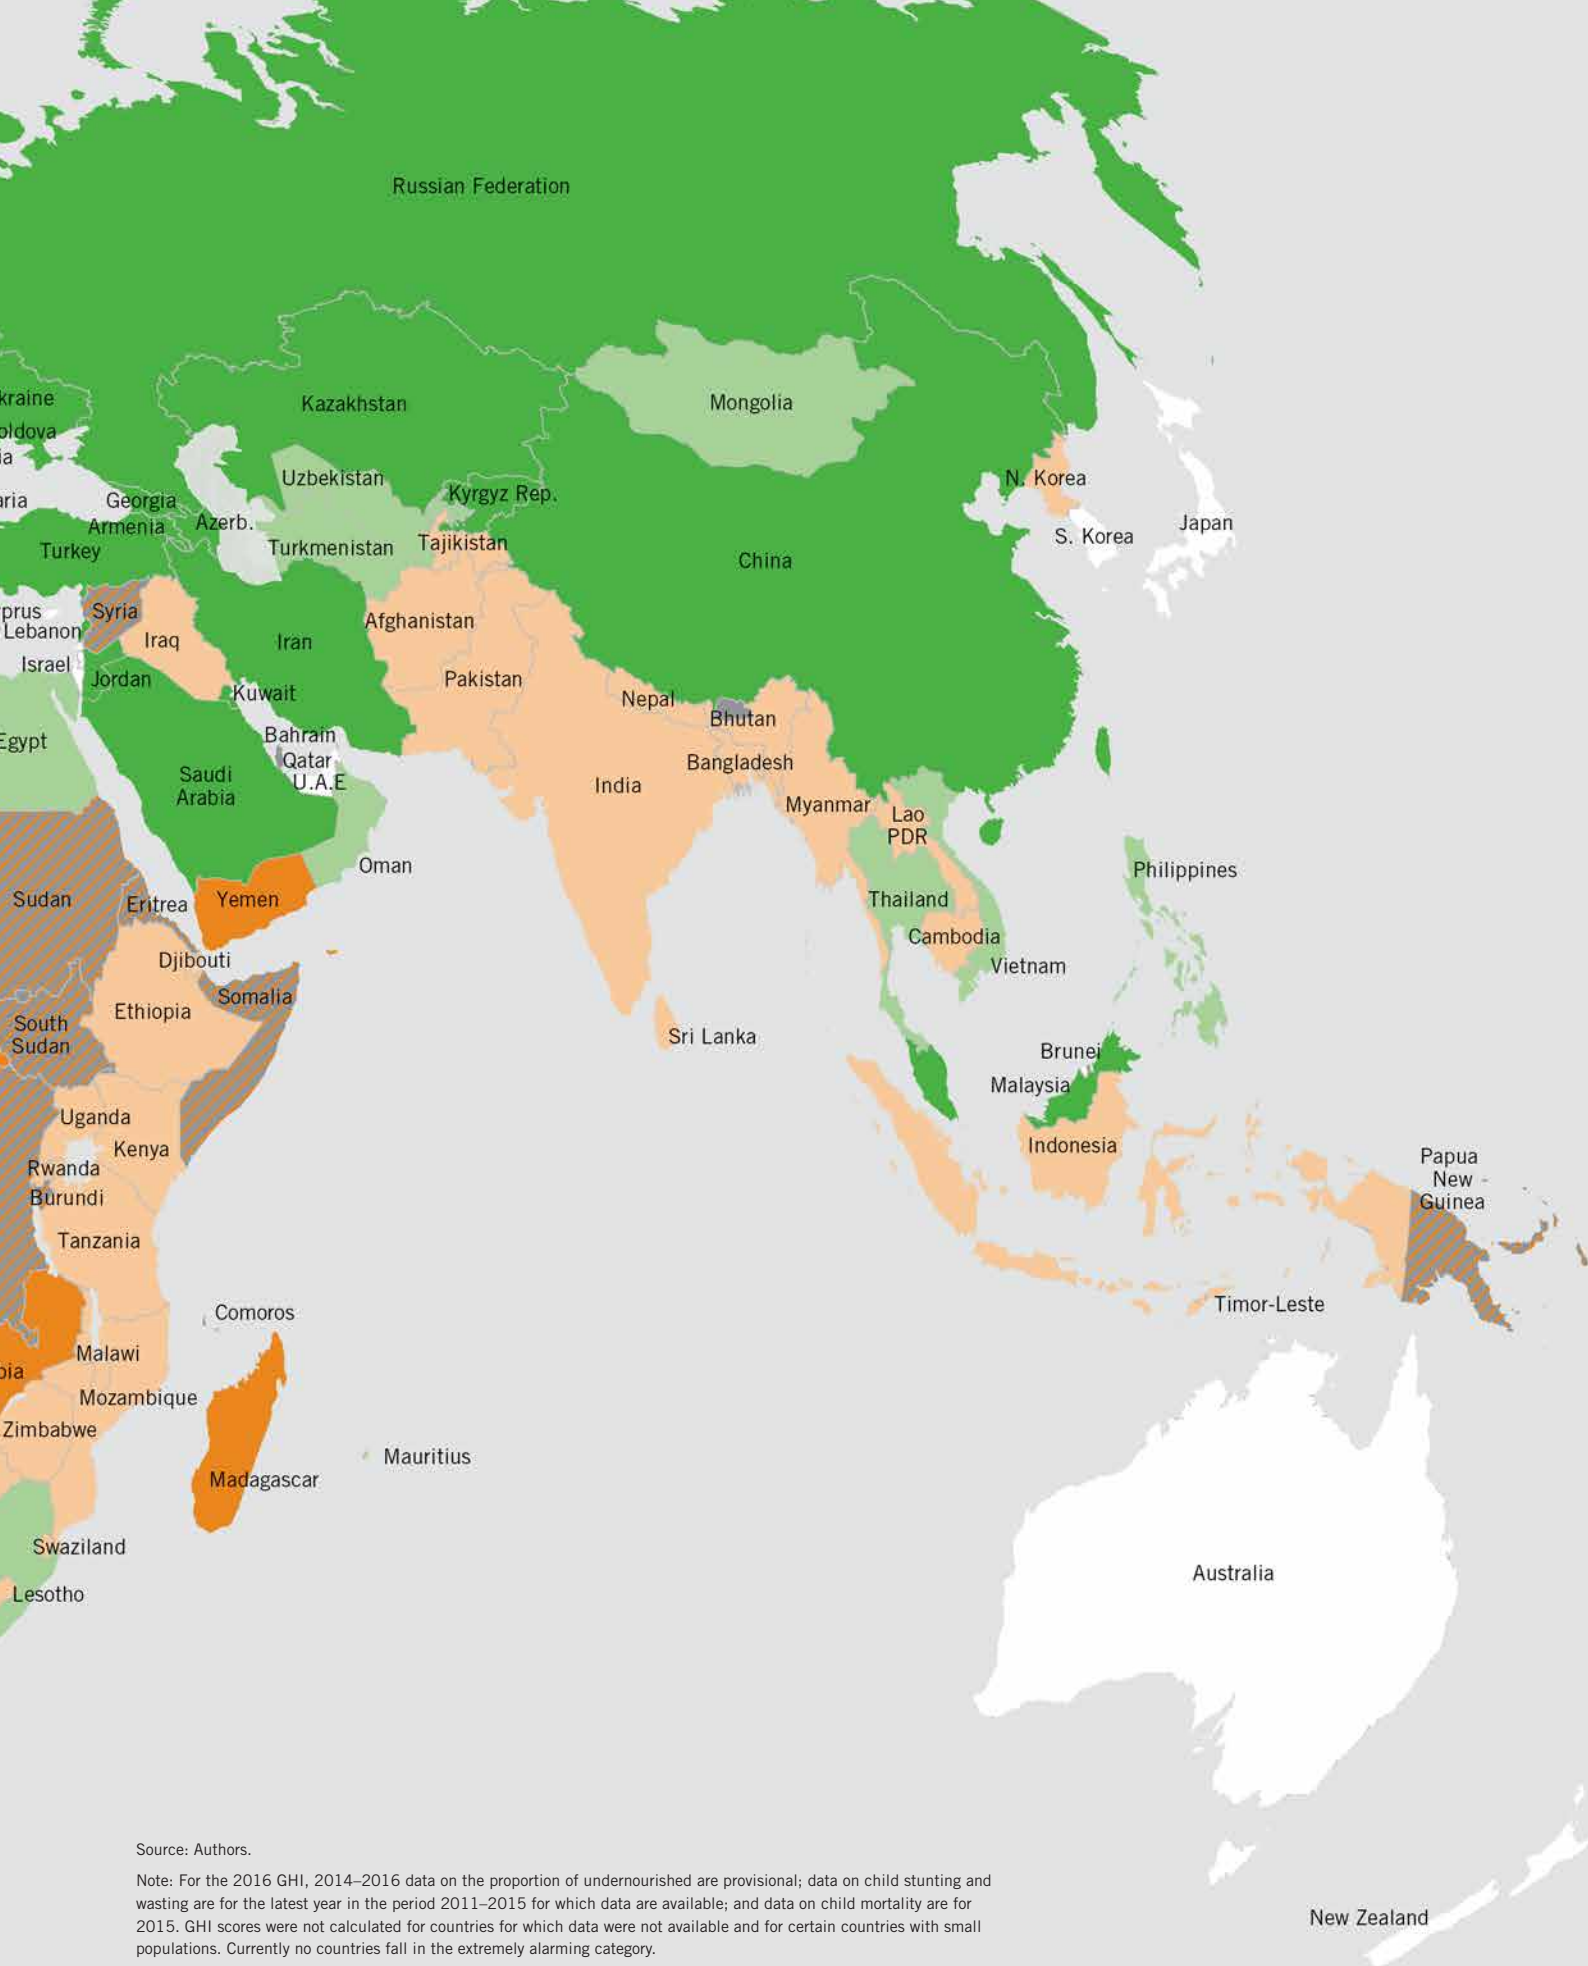 Russian Federation
kraine
Kazakhstan
Mongolia
oldova
ia
Uzbekistan
N. Korea
aria
Georgia
Kyrgyz Rep.
Armenia
Azerb.
Japan
Turkey
Turkmenistan
Tajikistan
S. Korea
China
prus
Syria
Afghanistan
Lebanon
Iraq
Iran
Israel
Jordan
Kuwait
Pakistan
Nepal
Bhutan
Egypt
Bahrain
Qatar
U.A.E
Saudi
Arabia
India
Bangladesh
Myanmar
Lao
PDR
Oman
Philippines
Sudan
Eritrea
Yemen
Thailand
Cambodia
Djibouti
Vietnam
Somalia
Ethiopia
South
Sudan
Sri Lanka
Brunei
Malaysia
Uganda
Kenya
Indonesia
Rwanda
Papua
New
Guinea
Burundi
Tanzania
Comoros
Timor-Leste
Malawi
bia
Mozambique
Zimbabwe
Mauritius
Madagascar
Swaziland
Australia
Lesotho
Source: Authors.
Note: For the 2016 GHI, 2014–2016 data on the proportion of undernourished are provisional; data on child stunting and
wasting are for the latest year in the period 2011–2015 for which data are available; and data on child mortality are for
2015. GHI scores were not calculated for countries for which data were not available and for certain countries with small
populations. Currently no countries fall in the extremely alarming category.
New Zealand